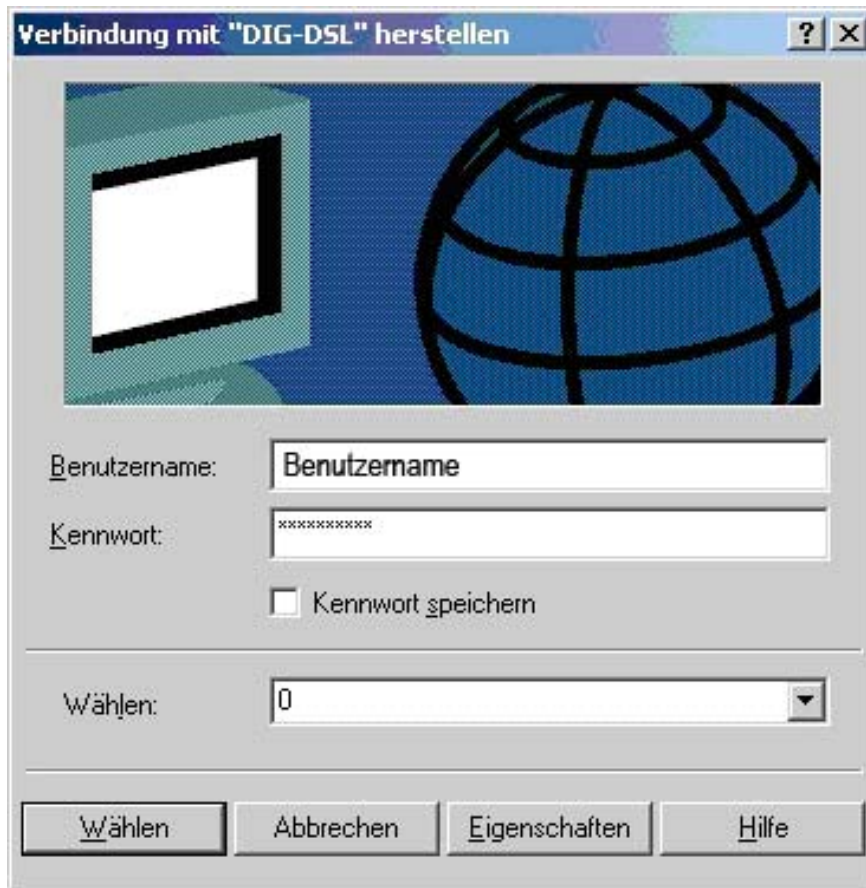 Verbindung mit "DIG-DSL" herstellen
Benutzername: Benutzername
Kennwort: **********
Kennwort speichern
Wählen: 0
Wählen Abbrechen Eigenschaften Hilfe